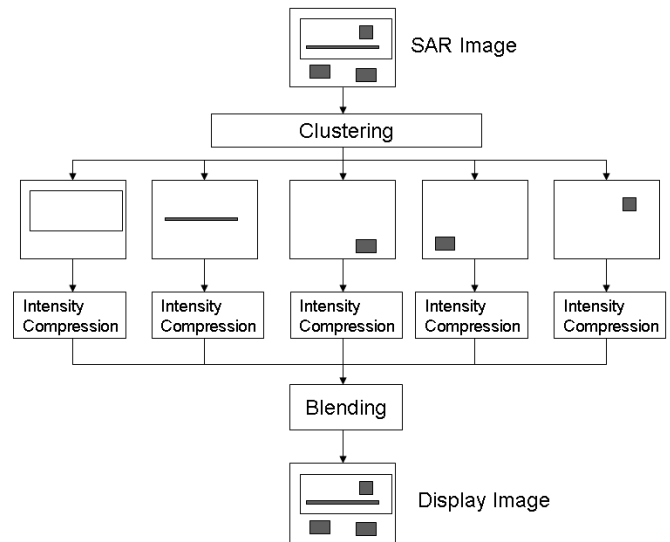 SAR Image
Clustering
Intensity
Compression
Intensity
Compression
Intensity
Compression
Intensity
Compression
Intensity
Compression
Blending
Display Image